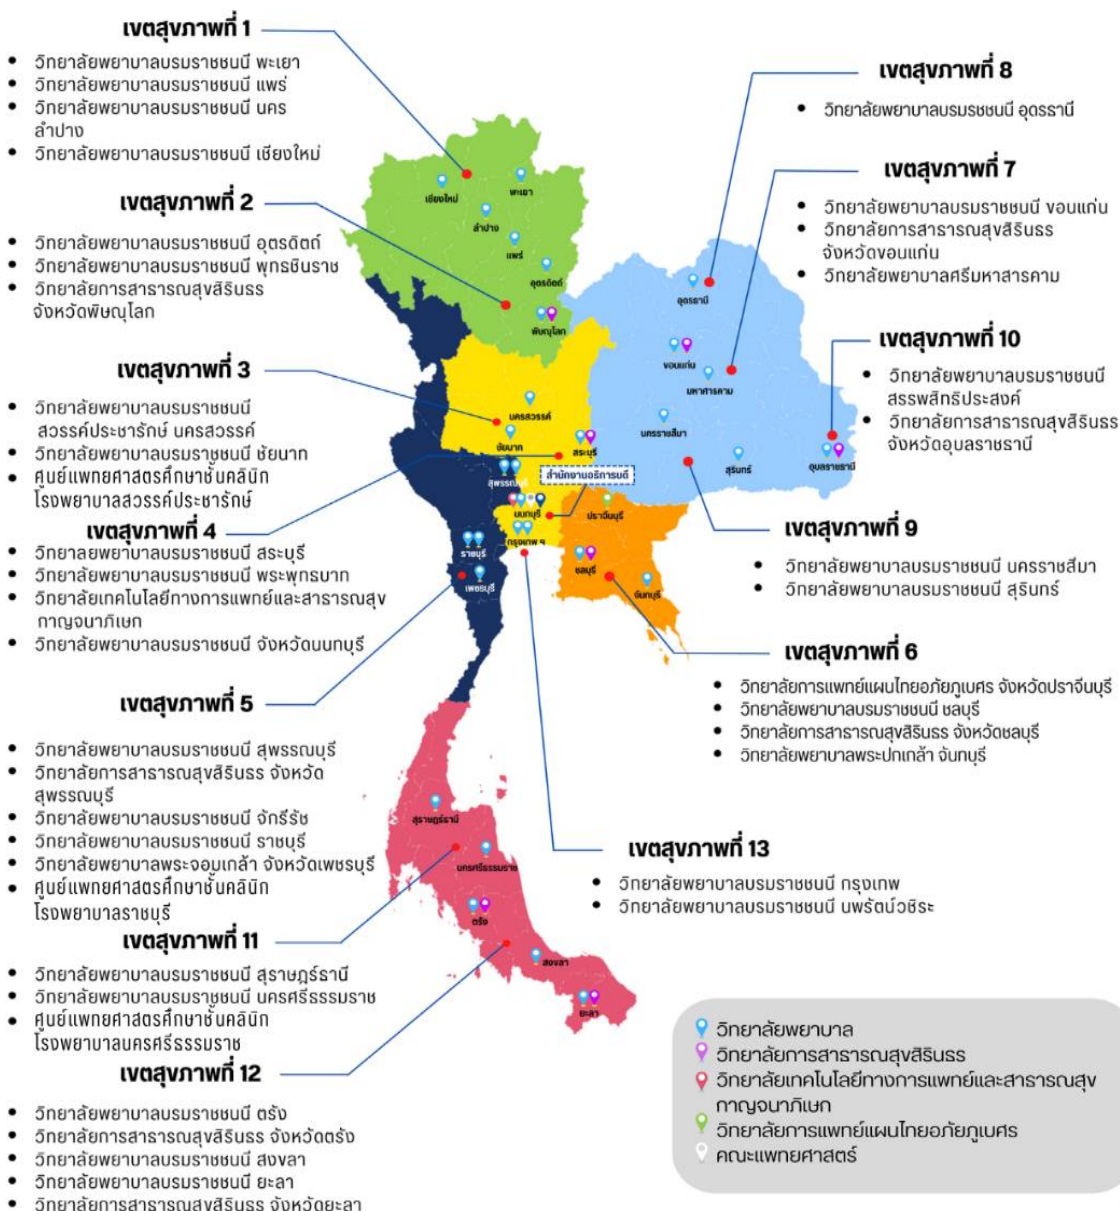 เขตสุขภาพที่ 1
วิทยาลัยพยาบาลบรมราชชนนี พะเยา
วิทยาลัยพยาบาลบรมราชชนนี แพร่
วิทยาลัยพยาบาลบรมราชชนนี นคร
ลำปาง
วิทยาลัยพยาบาลบรมราชชนนี เชียงใหม่
เขตสุขภาพที่ 2
วิทยาลัยพยาบาลบรมราชชนนี อุตรดิตถ์
วิทยาลัยพยาบาลบรมราชชนนี พุทธชินราช
วิทยาลัยการสาธารณสุขสิรินธร
จังหวัดพิษณุโลก
เขตสุขภาพที่ 3
วิทยาลัยพยาบาลบรมราชชนนี
สวรรค์ประชารักษ์ นครสวรรค์
วิทยาลัยพยาบาลบรมราชชนนี ชัยนาท
ศูนย์แพทยศาสตรศึกษาชั้นคลินิก
โรงพยาบาลสวรรค์ประชารักษ์
เขตสุขภาพที่ 4
วิทยาลัยพยาบาลบรมราชชนนี สระบุรี
วิทยาลัยพยาบาลบรมราชชนนี พระพุทธบาท
วิทยาลัยเทคโนโลยีทางการแพทย์และสาธารณสุข
กาญจนาภิเษก
วิทยาลัยพยาบาลบรมราชชนนี จังหวัดนนทบุรี
เขตสุขภาพที่ 5
วิทยาลัยพยาบาลบรมราชชนนี สุพรรณบุรี
วิทยาลัยการสาธารณสุขสิรินธร จังหวัด
สุพรรณบุรี
วิทยาลัยพยาบาลบรมราชชนนี จักรีรัช
วิทยาลัยพยาบาลบรมราชชนนี ราชบุรี
วิทยาลัยพยาบาลพระจอมเกล้า จังหวัดเพชรบุรี
ศูนย์แพทยศาสตรศึกษาชั้นคลินิก
โรงพยาบาลราชบุรี
เขตสุขภาพที่ 11
วิทยาลัยพยาบาลบรมราชชนนี สุราษฎร์ธานี
วิทยาลัยพยาบาลบรมราชชนนี นครศรีธรรมราช
ศูนย์แพทยศาสตรศึกษาชั้นคลินิก
โรงพยาบาลนครศรีธรรมราช
เขตสุขภาพที่ 12
วิทยาลัยพยาบาลบรมราชชนนี ตรัง
วิทยาลัยการสาธารณสุขสิรินธร จังหวัดตรัง
วิทยาลัยพยาบาลบรมราชชนนี สงขลา
วิทยาลัยพยาบาลบรมราชชนนี ยะลา
วิทยาลัยการสาธารณสุขสิรินธร จังหวัดยะลา
เชียงใหม่
พะเยา
ลำปาง
แพร่
อุตรดิตถ์
พิษณุโลก
นครสวรรค์
ชัยนาท
สระบุรี
สุพรรณบุรี
สำนักงานอธิการบดี
นนทบุรี
กรุงเทพ ฯ
ราชบุรี
เพชรบุรี
อุดรธานี
ขอนแก่น
มหาสารคาม
นครราชสีมา
สุรินทร์
อุบลราชธานี
ปราจีนบุรี
ชลบุรี
จันทบุรี
สุราษฎร์ธานี
นครศรีธรรมราช
ตรัง
สงขลา
ยะลา
เขตสุขภาพที่ 8
วิทยาลัยพยาบาลบรมรชชนนี อุดรธานี
เขตสุขภาพที่ 7
วิทยาลัยพยาบาลบรมราชชนนี ขอนแก่น
วิทยาลัยการสาธารณสุขสิรินธร
จังหวัดขอนแก่น
วิทยาลัยพยาบาลศรีมหาสารคาม
เขตสุขภาพที่ 10
วิทยาลัยพยาบาลบรมราชชนนี
สรรพสิทธิประสงค์
วิทยาลัยการสาธารณสุขสิรินธร
จังหวัดอุบลราชธานี
เขตสุขภาพที่ 9
วิทยาลัยพยาบาลบรมราชชนนี นครราชสีมา
วิทยาลัยพยาบาลบรมราชชนนี สุรินทร์
เขตสุขภาพที่ 6
วิทยาลัยการแพทย์แผนไทยอภัยภูเบศร จังหวัดปราจีนบุรี
วิทยาลัยพยาบาลบรมราชชนนี ชลบุรี
วิทยาลัยการสาธารณสุขสิรินธร จังหวัดชลบุรี
วิทยาลัยพยาบาลพระปกเกล้า จันทบุรี
เขตสุขภาพที่ 13
วิทยาลัยพยาบาลบรมราชชนนี กรุงเทพ
วิทยาลัยพยาบาลบรมราชชนนี นพรัตน์วชิระ
วิทยาลัยพยาบาล
วิทยาลัยการสาธารณสุขสิรินธร
วิทยาลัยเทคโนโลยีทางการแพทย์และสาธารณสุข
กาญจนาภิเษก
วิทยาลัยการแพทย์แผนไทยอภัยภูเบศร
คณะแพทยศาสตร์